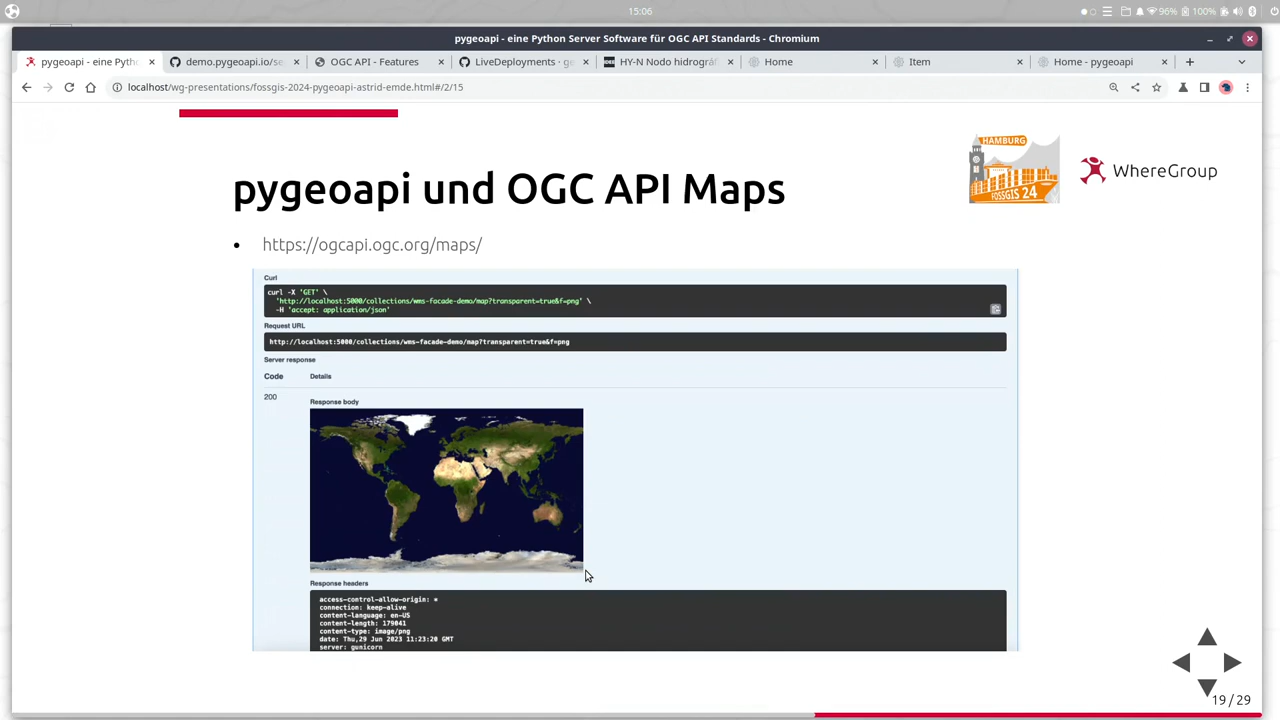 15:06
96%
100%
pygeoapi - eine Python Server Software für OGC API Standards - Chromium
pygeoapi - eine Pyth
demo.pygeoapi.io/se
OGC API - Features
LiveDeployments · ge
HY-N Nodo hidrográf
Home
Item
Home - pygeoapi
localhost/wg-presentations/fossgis-2024-pygeoapi-astrid-emde.html#/2/15
HAMBURG
FOSSGIS 24
WhereGroup
pygeoapi und OGC API Maps
• https://ogcapi.ogc.org/maps/
Curl
curl -X 'GET' \
'http://localhost:5000/collections/wms-facade-demo/map?transparent=true&f=png' \
-H 'accept: application/json'
Request URL
http://localhost:5000/collections/wms-facade-demo/map?transparent=true&f=png
Server response
Code Details
200
Response body
Response headers
access-control-allow-origin: *
connection: keep-alive
content-language: en-US
content-length: 179041
content-type: image/png
date: Thu,29 Jun 2023 11:23:20 GMT
server: gunicorn
19 / 29